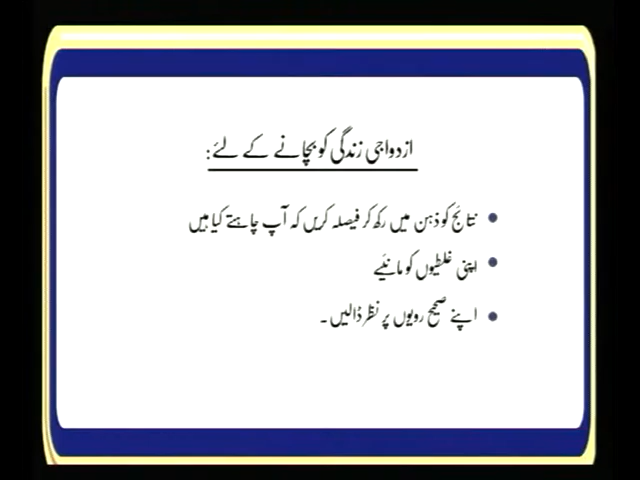 ازدواجی زندگی کو بچانے کے لئے:
• نتائج کو ذہن میں رکھ کر فیصلہ کریں کہ آپ چاہتے کیا ہیں
• اپنی غلطیوں کو مانئیے
• اپنے صحیح رویوں پر نظر ڈالیں۔